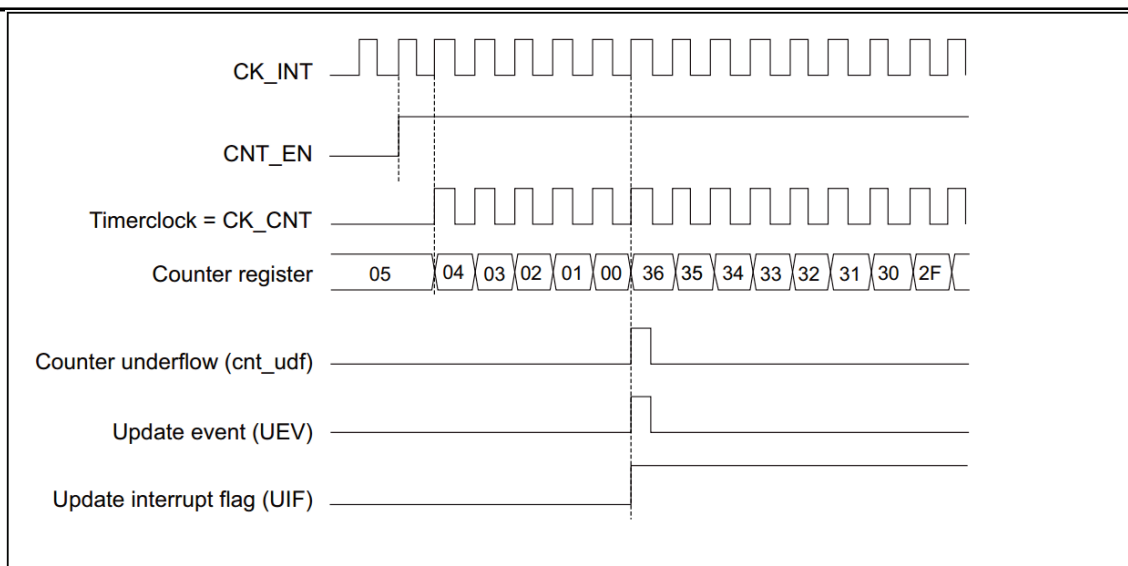 CK_INT
CNT_EN
Timerclock = CK_CNT
Counter register 05 04 03 02 01 00 36 35 34 33 32 31 30 2F
Counter underflow (cnt_udf)
Update event (UEV)
Update interrupt flag (UIF)